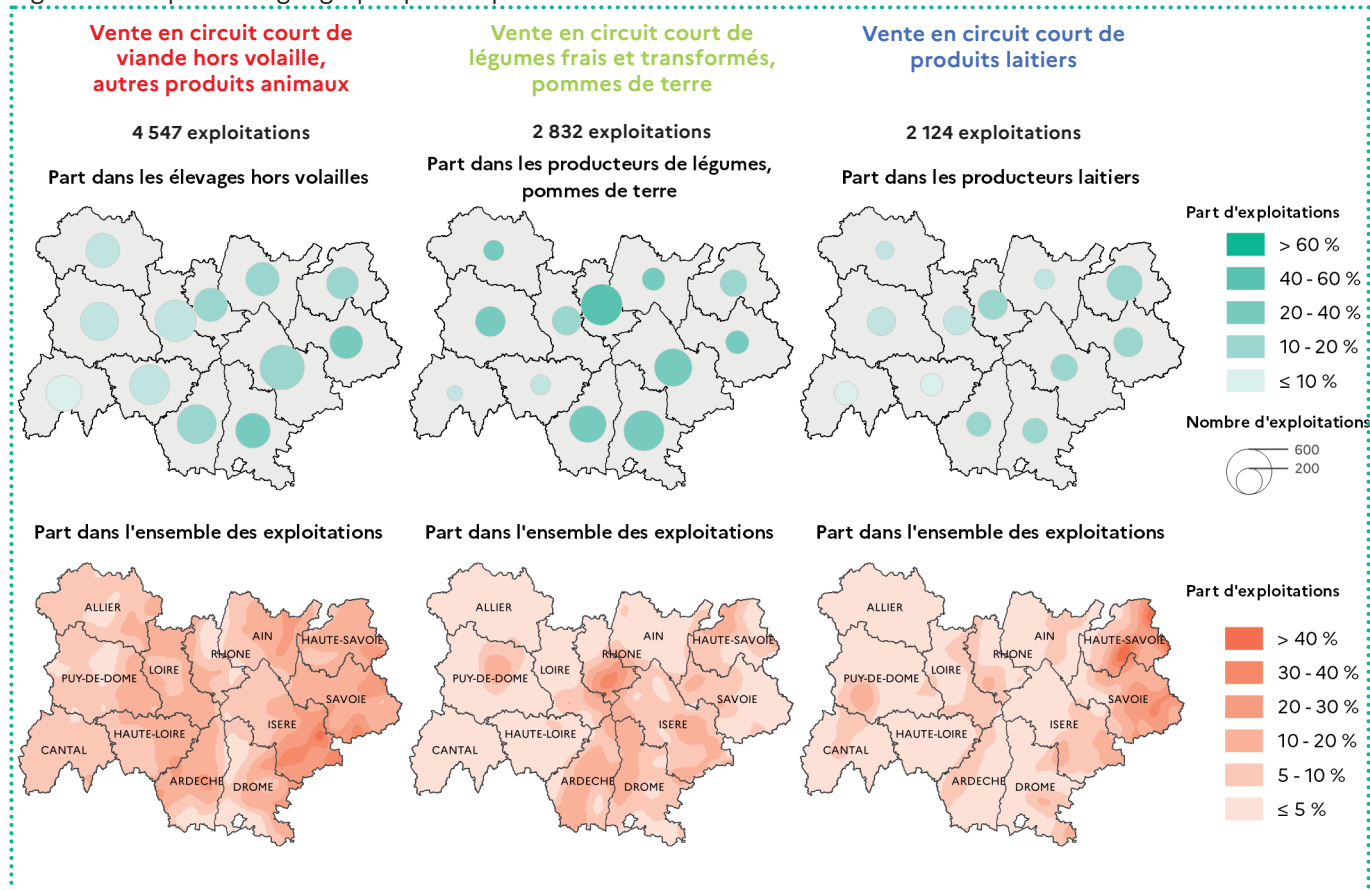 Vente en circuit court de
viande hors volaille,
autres produits animaux
4 547 exploitations
Part dans les élevages hors volailles
Vente en circuit court de
légumes frais et transformés,
pommes de terre
2 832 exploitations
Part dans les producteurs de légumes,
pommes de terre
Vente en circuit court de
produits laitiers
2 124 exploitations
Part dans les producteurs laitiers
Part d'exploitations
> 60 %
40 - 60 %
20 - 40 %
10 - 20 %
≤ 10 %
Nombre d'exploitations
600
200
Part dans l'ensemble des exploitations
ALLIER
AIN
HAUTE-SAVOIE
RHONE
LOIRE
PUY-DE-DOME
SAVOIE
ISERE
HAUTE-LOIRE
CANTAL
ARDECHE
DROME
Part dans l'ensemble des exploitations
ALLIER
AIN
HAUTE-SAVOIE
RHONE
LOIRE
PUY-DE-DOME
SAVOIE
ISERE
HAUTE-LOIRE
CANTAL
ARDECHE
DROME
Part dans l'ensemble des exploitations
ALLIER
AIN
HAUTE-SAVOIE
RHONE
LOIRE
PUY-DE-DOME
SAVOIE
ISERE
HAUTE-LOIRE
CANTAL
ARDECHE
DROME
Part d'exploitations
> 40 %
30 - 40 %
20 - 30 %
10 - 20 %
5 - 10 %
≤ 5 %